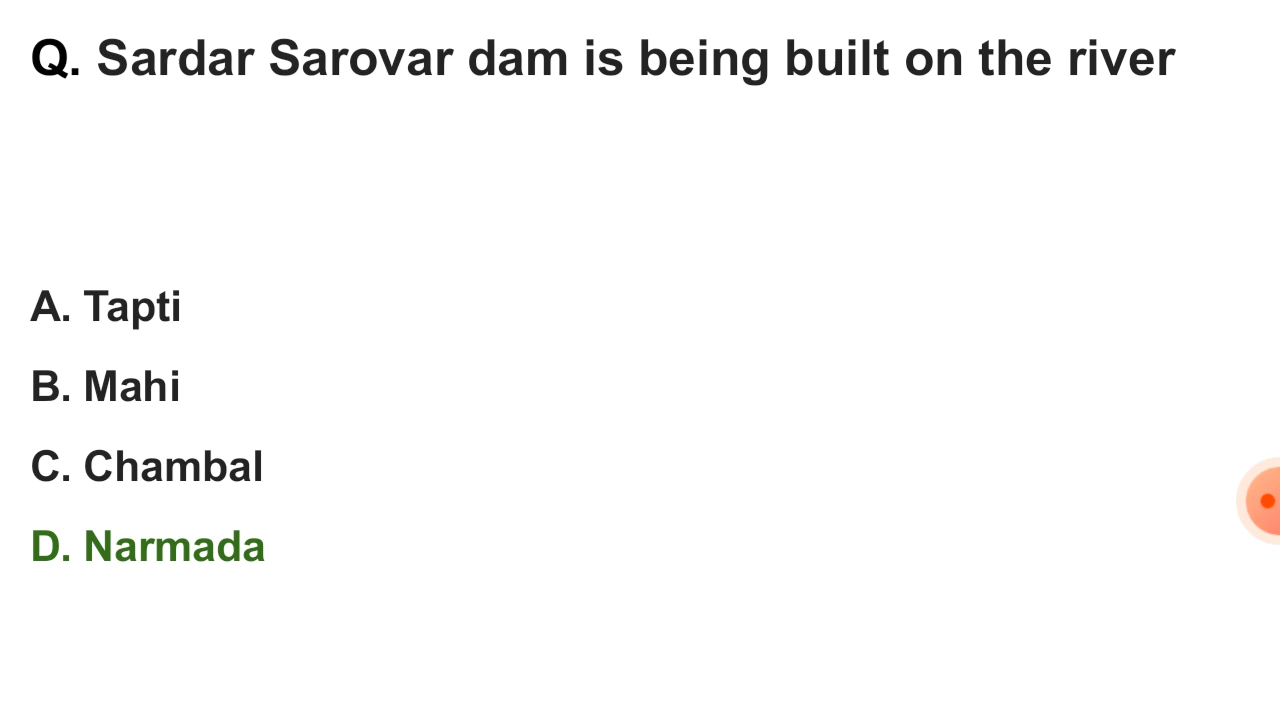 Q. Sardar Sarovar dam is being built on the river
A. Tapti
B. Mahi
C. Chambal
D. Narmada